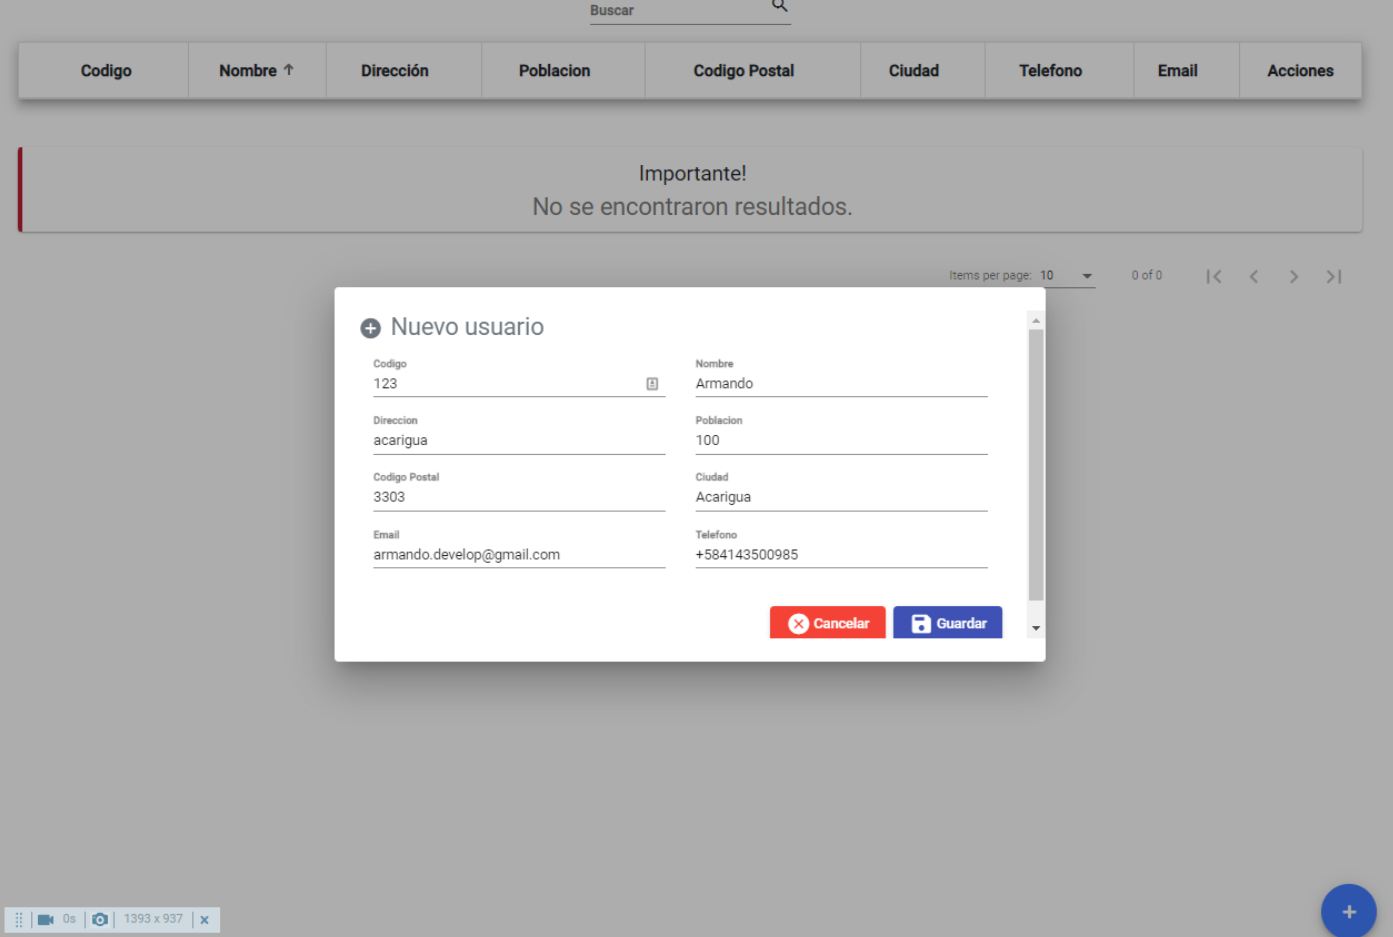 Buscar
Codigo Nombre Dirección Poblacion Codigo Postal Ciudad Telefono Email Acciones
Importante!
No se encontraron resultados.
Items per page: 10 0 of 0
Nuevo usuario
Codigo Nombre
123 Armando
Direccion Poblacion
acarigua 100
Codigo Postal Ciudad
3303 Acarigua
Email Telefono
armando.develop@gmail.com +584143500985
Cancelar Guardar
0s 1393 x 937